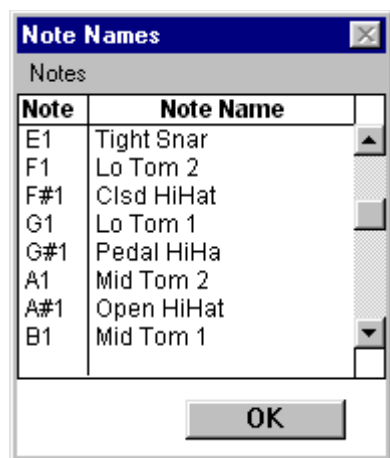 Note Names
Notes
Note Note Name
E1 Tight Snar
F1 Lo Tom 2
F#1 Clsd HiHat
G1 Lo Tom 1
G#1 Pedal HiHa
A1 Mid Tom 2
A#1 Open HiHat
B1 Mid Tom 1
OK